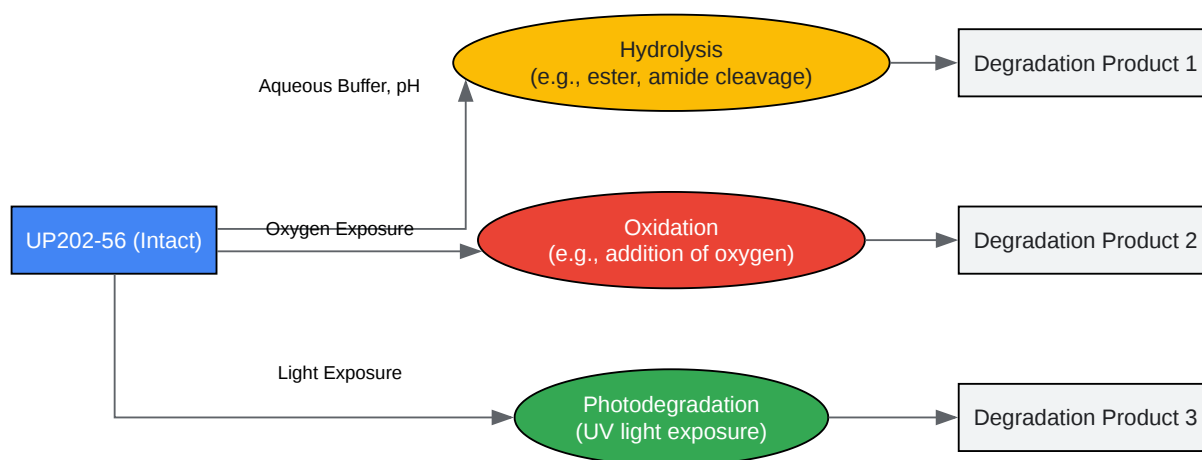 Hydrolysis
(e.g., ester, amide cleavage)
Degradation Product 1
Aqueous Buffer, pH
UP202-56 (Intact)
Oxygen Exposure
Oxidation
(e.g., addition of oxygen)
Degradation Product 2
Light Exposure
Photodegradation
(UV light exposure)
Degradation Product 3